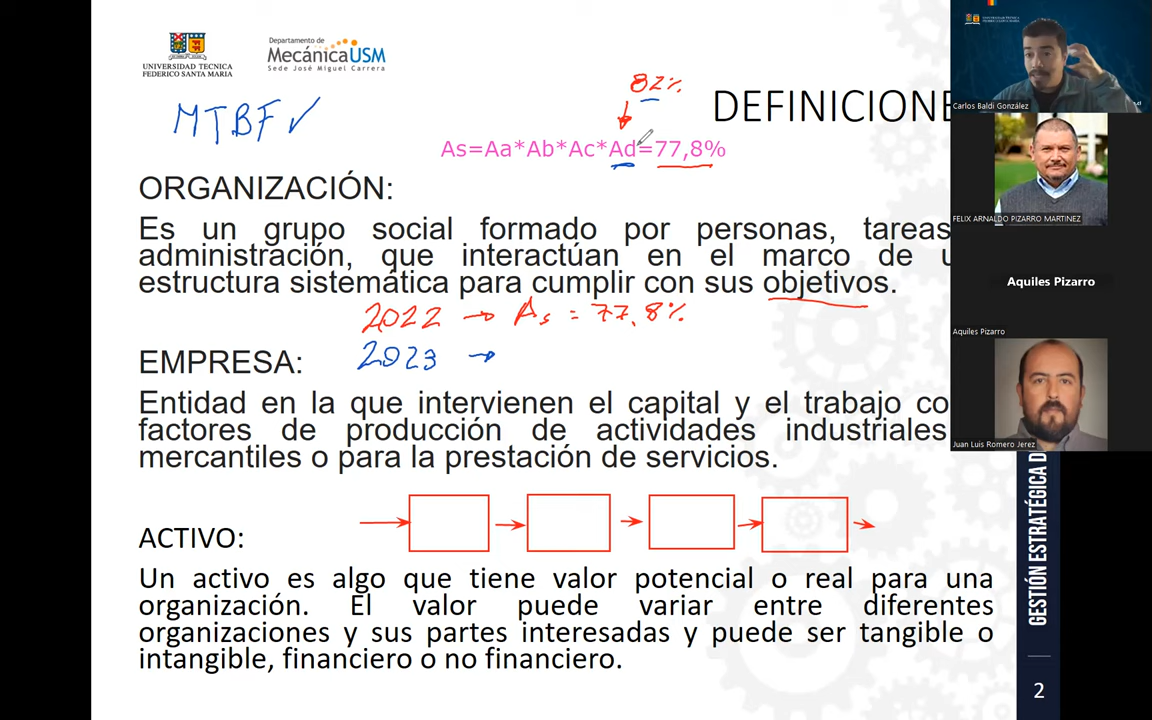 UNIVERSIDAD TECNICA
FEDERICO SANTA MARIA
Departamento de
MecánicaUSM
Sede José Miguel Carrera
MTBF ✓
82%
DEFINICIONE
As=Aa*Ab*Ac*Ad=77,8%
ORGANIZACIÓN:
Es un grupo social formado por personas, tareas
administración, que interactúan en el marco de u
estructura sistemática para cumplir con sus objetivos.
2022 → As = 77.8%
EMPRESA:
2023 →
Entidad en la que intervienen el capital y el trabajo co
factores de producción de actividades industriales
mercantiles o para la prestación de servicios.
ACTIVO:
Un activo es algo que tiene valor potencial o real para una
organización. El valor puede variar entre diferentes
organizaciones y sus partes interesadas y puede ser tangible o
intangible, financiero o no financiero.
GESTIÓN ESTRATÉGICA D
2
Carlos Baldi González
FELIX ARNALDO PIZARRO MARTINEZ
Aquiles Pizarro
Aquiles Pizarro
Juan Luis Romero Jerez